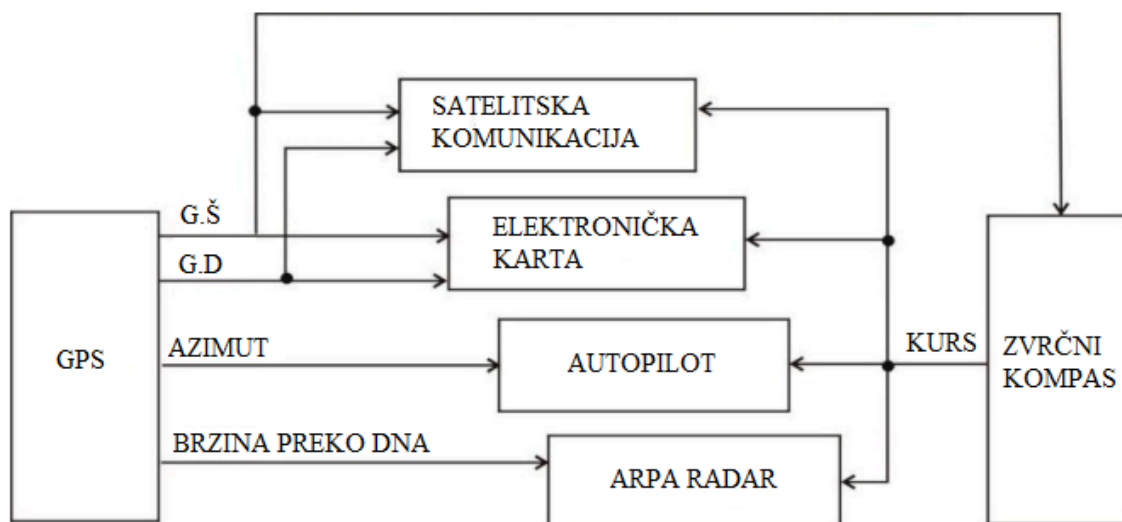 SATELITSKA
KOMUNIKACIJA
G.Š
ELEKTRONIČKA
KARTA
G.D
GPS
AZIMUT
AUTOPILOT
KURS
ZVRČNI
KOMPAS
BRZINA PREKO DNA
ARPA RADAR